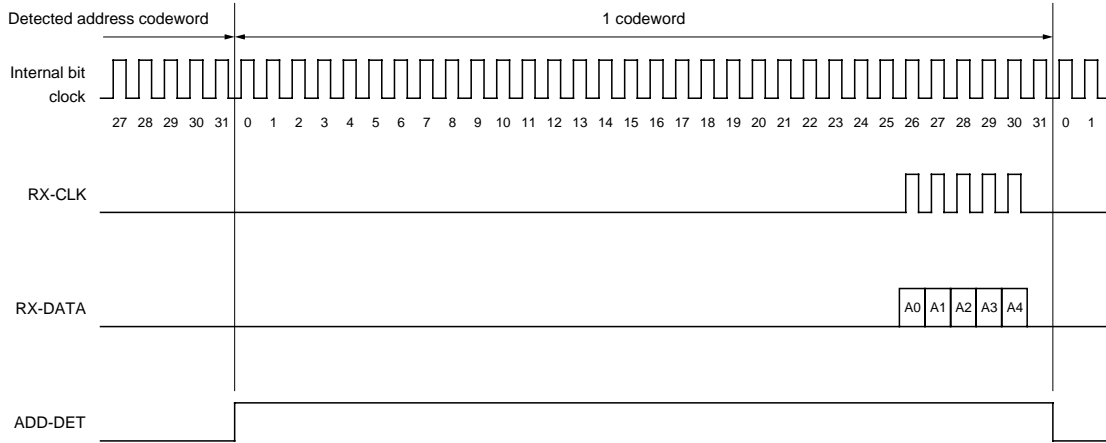 Detected address codeword
1 codeword
Internal bit
clock
27 28 29 30 31 0 1 2 3 4 5 6 7 8 9 10 11 12 13 14 15 16 17 18 19 20 21 22 23 24 25 26 27 28 29 30 31 0 1
RX-CLK
RX-DATA
A0 A1 A2 A3 A4
ADD-DET